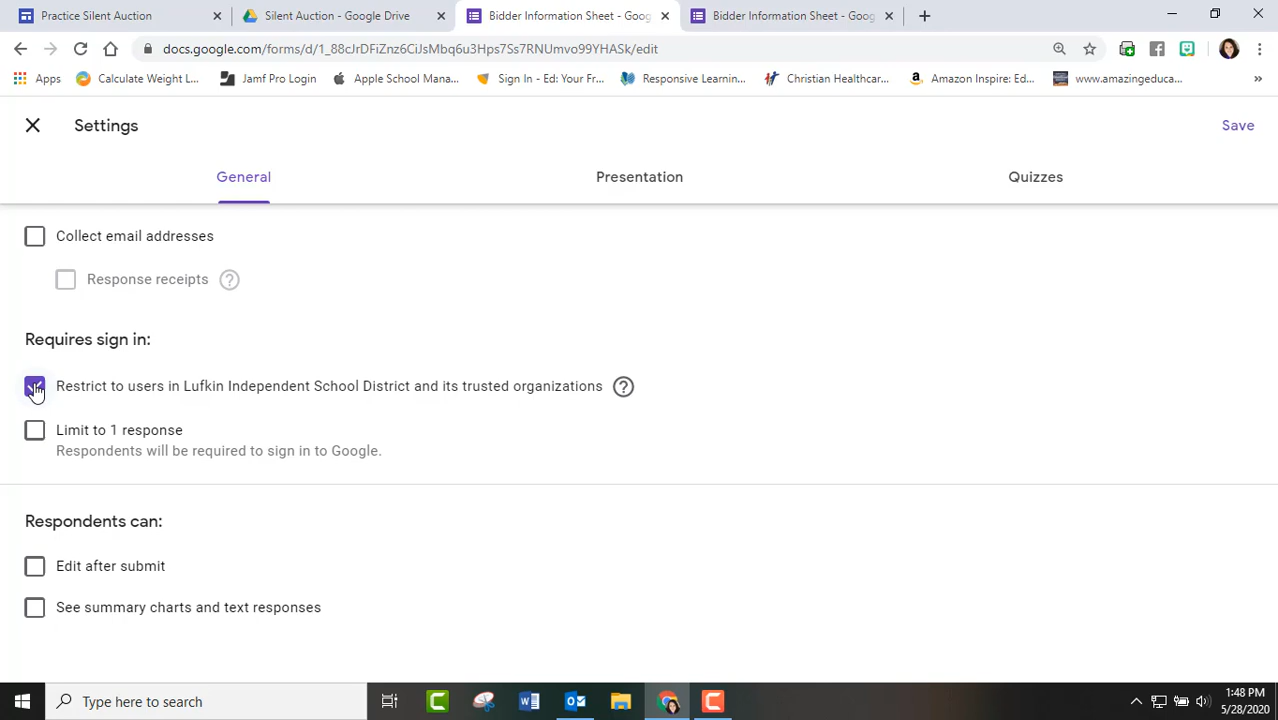 Practice Silent Auction
Silent Auction - Google Drive
Bidder Information Sheet - Goog
Bidder Information Sheet - Goog
docs.google.com/forms/d/1_88cJrDFiZnz6CiJsMbq6u3Hps7Ss7RNUmvo99YHASk/edit
Apps
Calculate Weight L...
Jamf Pro Login
Apple School Mana...
Sign In - Ed: Your Fr...
Responsive Learnin...
Christian Healthcar...
Amazon Inspire: Ed...
www.amazingeduca...
Settings
Save
General
Presentation
Quizzes
Collect email addresses
Response receipts
Requires sign in:
Restrict to users in Lufkin Independent School District and its trusted organizations
Limit to 1 response
Respondents will be required to sign in to Google.
Respondents can:
Edit after submit
See summary charts and text responses
Type here to search
1:48 PM
5/28/2020